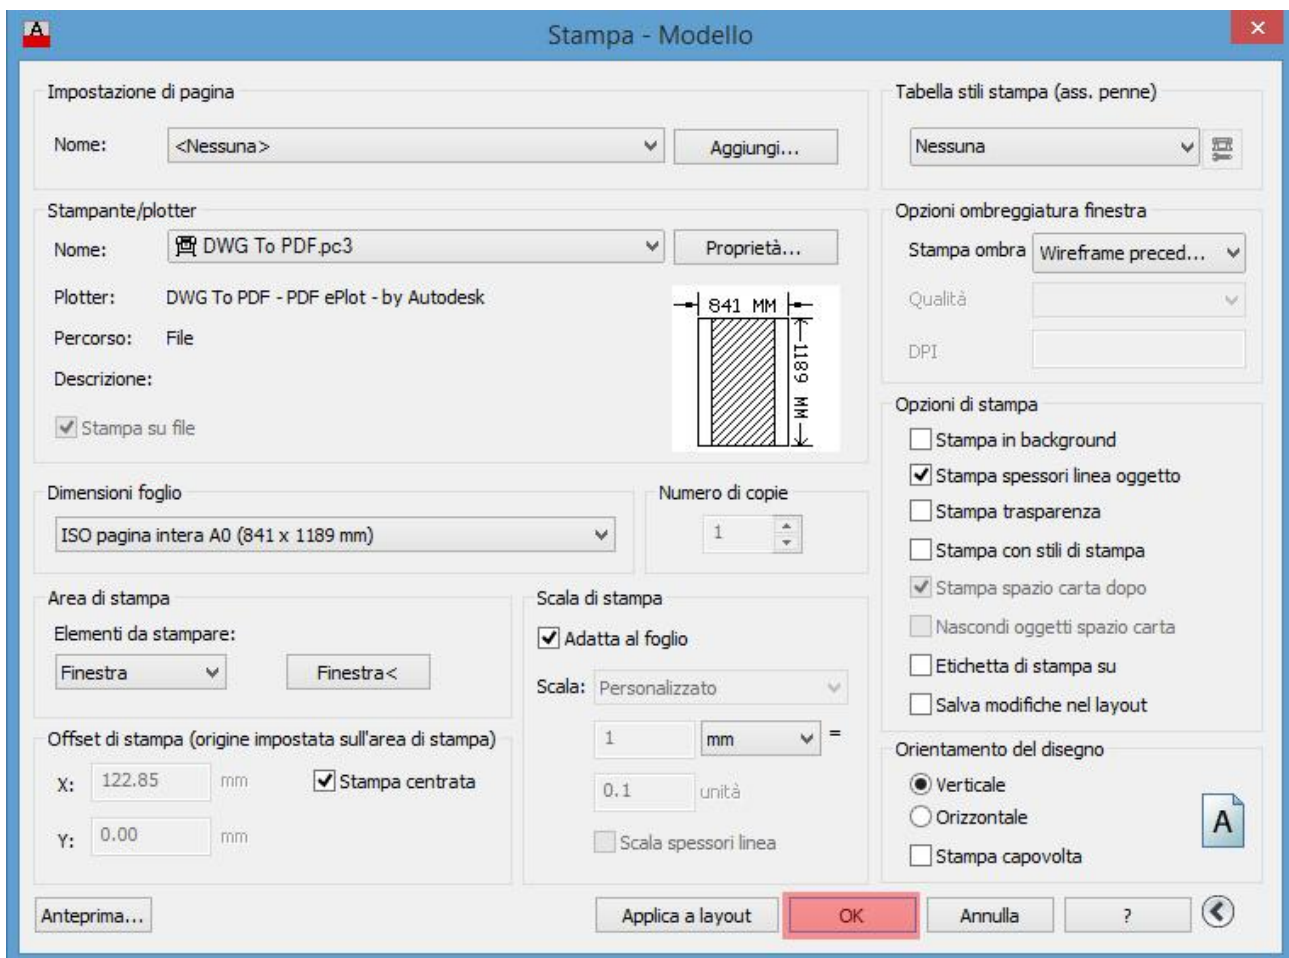 Stampa - Modello
Impostazione di pagina
Nome: <Nessuna> Aggiungi...
Tabella stili stampa (ass. penne)
Nessuna
Stampante/plotter
Nome: DWG To PDF.pc3 Proprietà...
Plotter: DWG To PDF - PDF ePlot - by Autodesk
Percorso: File
Descrizione:
Stampa su file
841 MM
1189 MM
Opzioni ombreggiatura finestra
Stampa ombra Wireframe preced...
Qualità
DPI
Dimensioni foglio
ISO pagina intera A0 (841 x 1189 mm)
Numero di copie
1
Opzioni di stampa
Stampa in background
Stampa spessori linea oggetto
Stampa trasparenza
Stampa con stili di stampa
Stampa spazio carta dopo
Nascondi oggetti spazio carta
Etichetta di stampa su
Salva modifiche nel layout
Area di stampa
Elementi da stampare:
Finestra Finestra<
Scala di stampa
Adatta al foglio
Scala: Personalizzato
1 mm =
0.1 unità
Scala spessori linea
Offset di stampa (origine impostata sull'area di stampa)
X: 122.85 mm Stampa centrata
Y: 0.00 mm
Orientamento del disegno
Verticale
Orizzontale
Stampa capovolta
A
Anteprima... Applica a layout OK Annulla ?